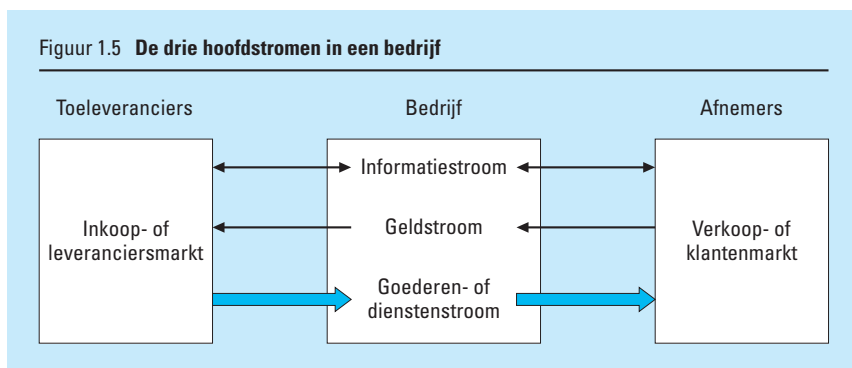 Figuur 1.5 De drie hoofdstromen in een bedrijf
Toeleveranciers
Bedrijf
Afnemers
Inkoop- of
leveranciersmarkt
Informatiestroom
Geldstroom
Goederen- of
dienstenstroom
Verkoop- of
klantenmarkt